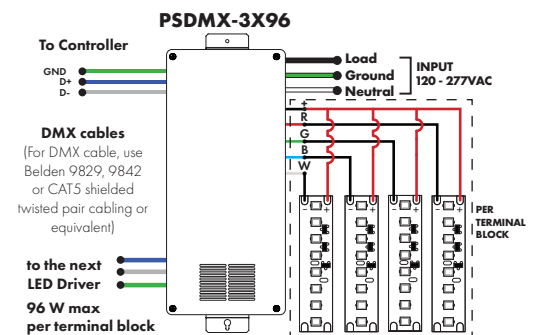 PSDMX-3X96
To Controller
GND
D+
D-
DMX cables
(For DMX cable, use
Belden 9829, 9842
or CAT5 shielded
twisted pair cabling or
equivalent)
to the next
LED Driver
96 W max
per terminal block
Load
Ground
Neutral
INPUT
120 - 277VAC
+
R
G
B
W
- +
- +
- +
- +
PER
TERMINAL
BLOCK